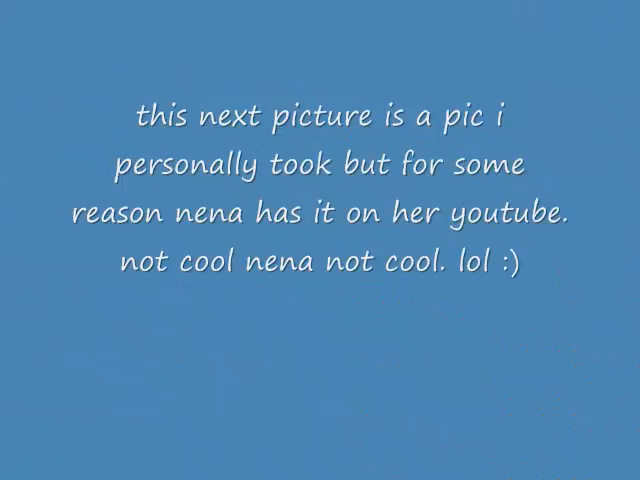 this next picture is a pic i
personally took but for some
reason nena has it on her youtube.
not cool nena not cool. lol :)